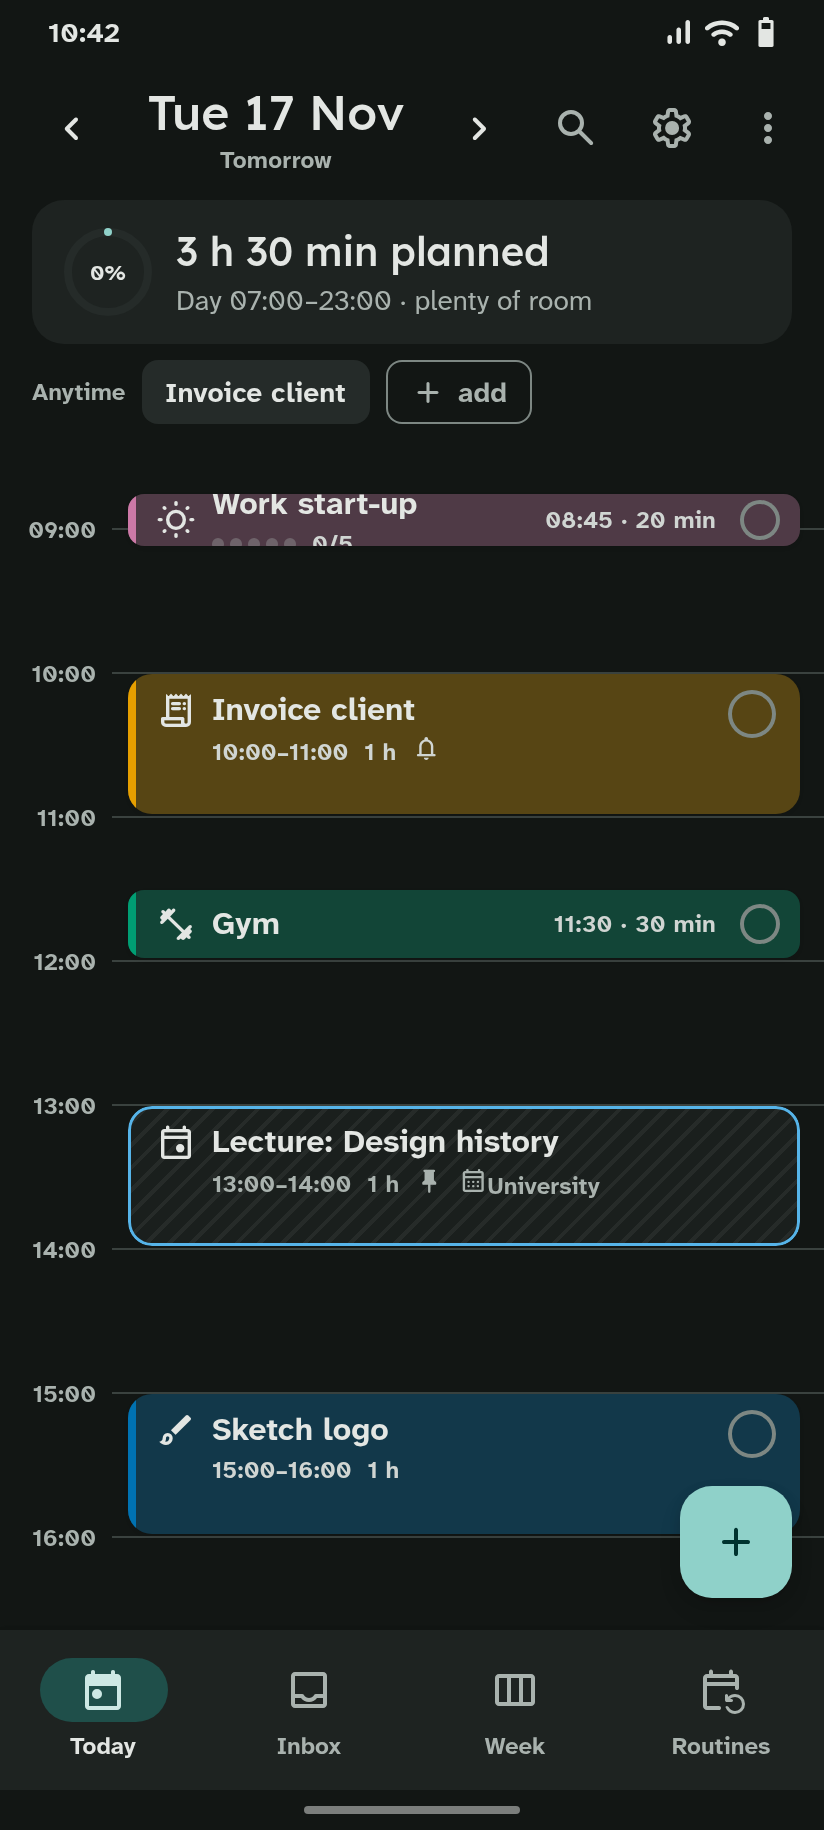 10:42
Tue 17 Nov
Tomorrow
0%
3 h 30 min planned
Day 07:00–23:00 · plenty of room
Anytime
Invoice client
add
Work start-up
0/5
08:45 · 20 min
09:00
10:00
Invoice client
10:00–11:00 1 h
11:00
Gym
11:30 · 30 min
12:00
13:00
Lecture: Design history
13:00–14:00 1 h University
14:00
15:00
Sketch logo
15:00–16:00 1 h
16:00
Today
Inbox
Week
Routines